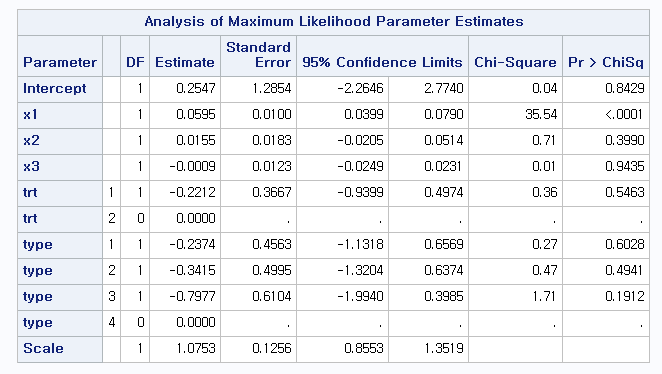 Analysis of Maximum Likelihood Parameter Estimates
Parameter DF Estimate Standard Error 95% Confidence Limits Chi-Square Pr > ChiSq
Intercept 1 0.2547 1.2854 -2.2646 2.7740 0.04 0.8429
x1 1 0.0595 0.0100 0.0399 0.0790 35.54 <.0001
x2 1 0.0155 0.0183 -0.0205 0.0514 0.71 0.3990
x3 1 -0.0009 0.0123 -0.0249 0.0231 0.01 0.9435
trt 1 1 -0.2212 0.3667 -0.9399 0.4974 0.36 0.5463
trt 2 0 0.0000 . . . . .
type 1 1 -0.2374 0.4563 -1.1318 0.6569 0.27 0.6028
type 2 1 -0.3415 0.4995 -1.3204 0.6374 0.47 0.4941
type 3 1 -0.7977 0.6104 -1.9940 0.3985 1.71 0.1912
type 4 0 0.0000 . . . . .
Scale 1 1.0753 0.1256 0.8553 1.3519